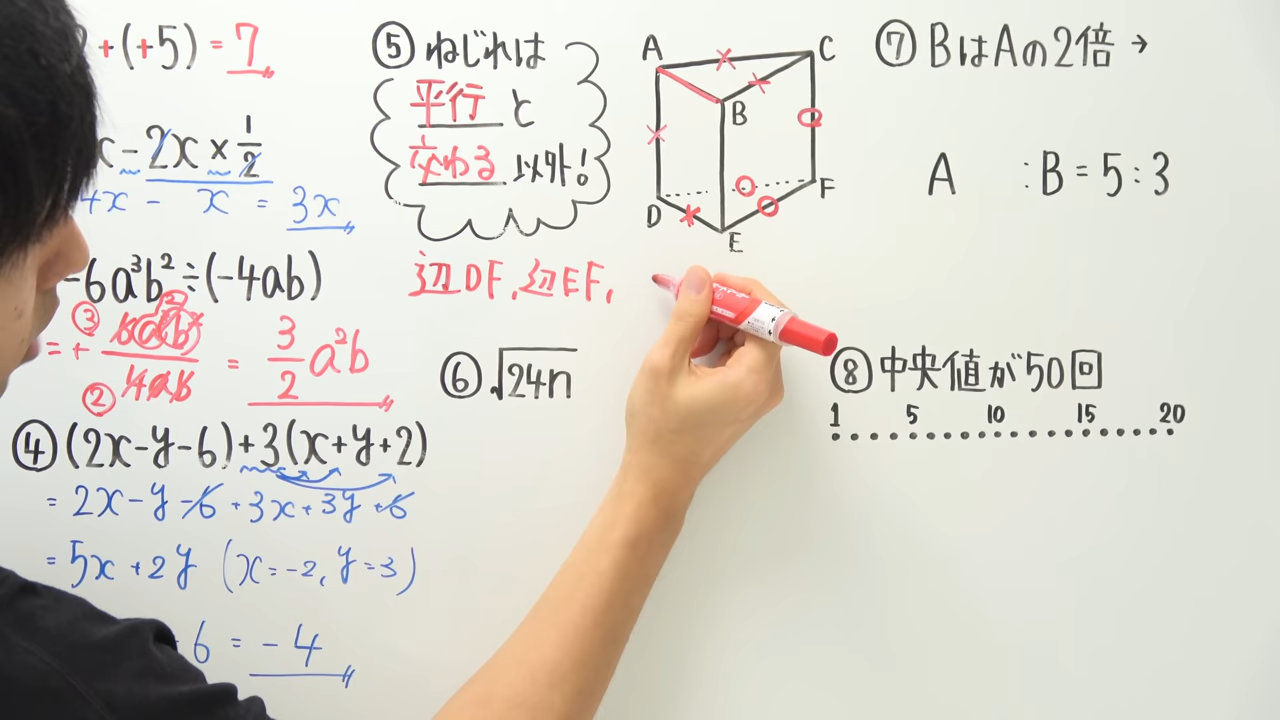 +(+5) = 7
x - 2x × 1/2
4x - x = 3x
-6a³b² ÷ (-4ab)
③
= + 
②
4ab
= 3/2 a²b
④ (2x-y-6)+3(x+y+2)
= 2x-y-6+3x+3y+6
= 5x+2y (x=-2, y=3)
6 = -4
⑤ ねじれは
平行 と
交わる 以外!
A
C
B
D
F
E
辺DF, 辺EF,
⑥ √24n
⑦ BはAの2倍 →
A :B = 5:3
⑧ 中央値が50回
1 5 10 15 20